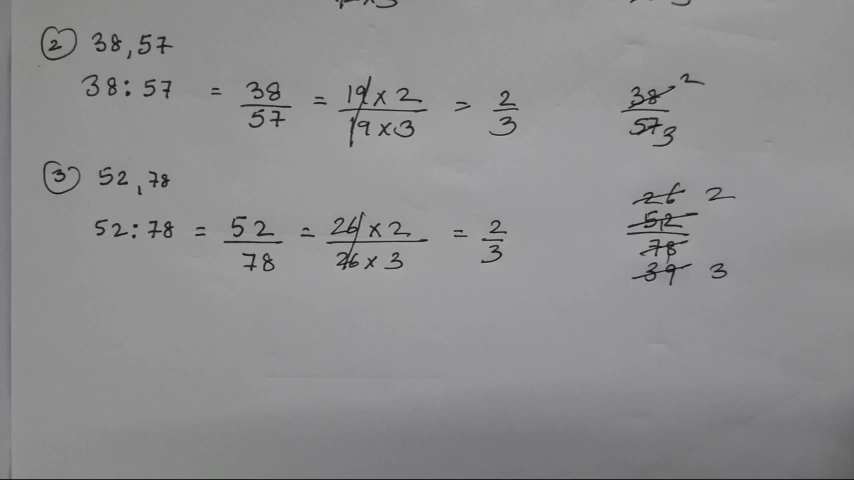 ② 38, 57
38 : 57 = 38/57 = 19 × 2 / 19 × 3 = 2/3
38 2
57 3
③ 52, 78
52 : 78 = 52/78 = 26 × 2 / 26 × 3 = 2/3
26 2
52
78
39 3